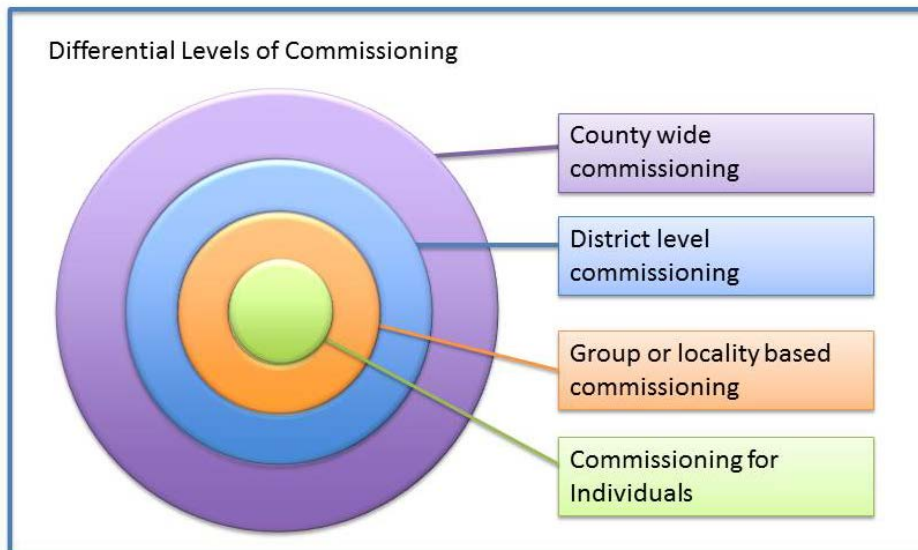 Differential Levels of Commissioning
County wide
commissioning
District level
commissioning
Group or locality based
commissioning
Commissioning for
Individuals